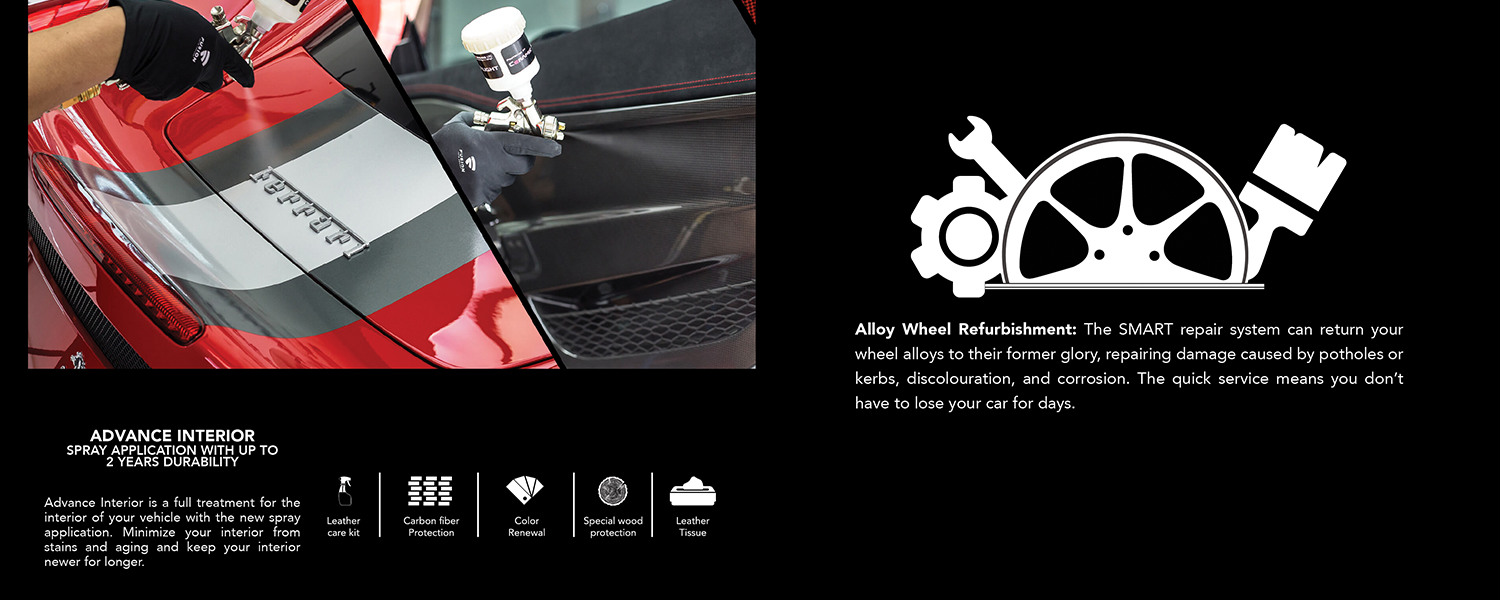 FUSION
Ferrari
FUSION
ADVANCE INTERIOR
SPRAY APPLICATION WITH UP TO
2 YEARS DURABILITY
Advance Interior is a full treatment for the
interior of your vehicle with the new spray
application. Minimize your interior from
stains and aging and keep your interior
newer for longer.
Leather
care kit
Carbon fiber
Protection
Color
Renewal
Special wood
protection
Leather
Tissue
Alloy Wheel Refurbishment: The SMART repair system can return your
wheel alloys to their former glory, repairing damage caused by potholes or
kerbs, discolouration, and corrosion. The quick service means you don’t
have to lose your car for days.